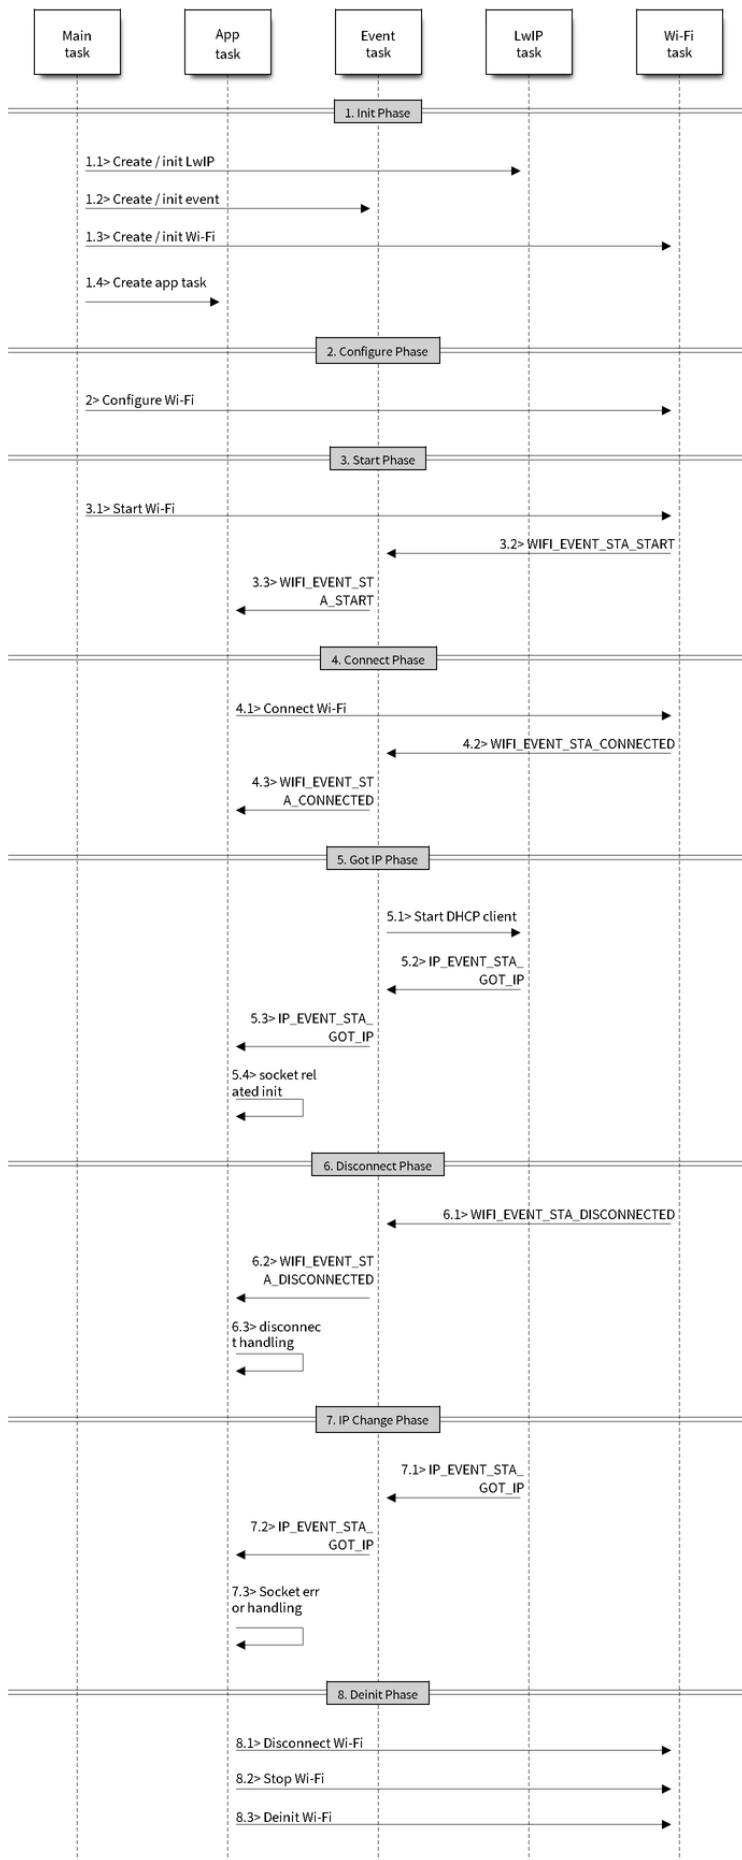 Main
task
App
task
Event
task
LwIP
task
Wi-Fi
task
1. Init Phase
1.1> Create / init LwIP
1.2> Create / init event
1.3> Create / init Wi-Fi
1.4> Create app task
2. Configure Phase
2> Configure Wi-Fi
3. Start Phase
3.1> Start Wi-Fi
3.2> WIFI_EVENT_STA_START
3.3> WIFI_EVENT_ST
A_START
4. Connect Phase
4.1> Connect Wi-Fi
4.2> WIFI_EVENT_STA_CONNECTED
4.3> WIFI_EVENT_ST
A_CONNECTED
5. Got IP Phase
5.1> Start DHCP client
5.2> IP_EVENT_STA_
GOT_IP
5.3> IP_EVENT_STA_
GOT_IP
5.4> socket rel
ated init
6. Disconnect Phase
6.1> WIFI_EVENT_STA_DISCONNECTED
6.2> WIFI_EVENT_ST
A_DISCONNECTED
6.3> disconnec
t handling
7. IP Change Phase
7.1> IP_EVENT_STA_
GOT_IP
7.2> IP_EVENT_STA_
GOT_IP
7.3> Socket err
or handling
8. Deinit Phase
8.1> Disconnect Wi-Fi
8.2> Stop Wi-Fi
8.3> Deinit Wi-Fi